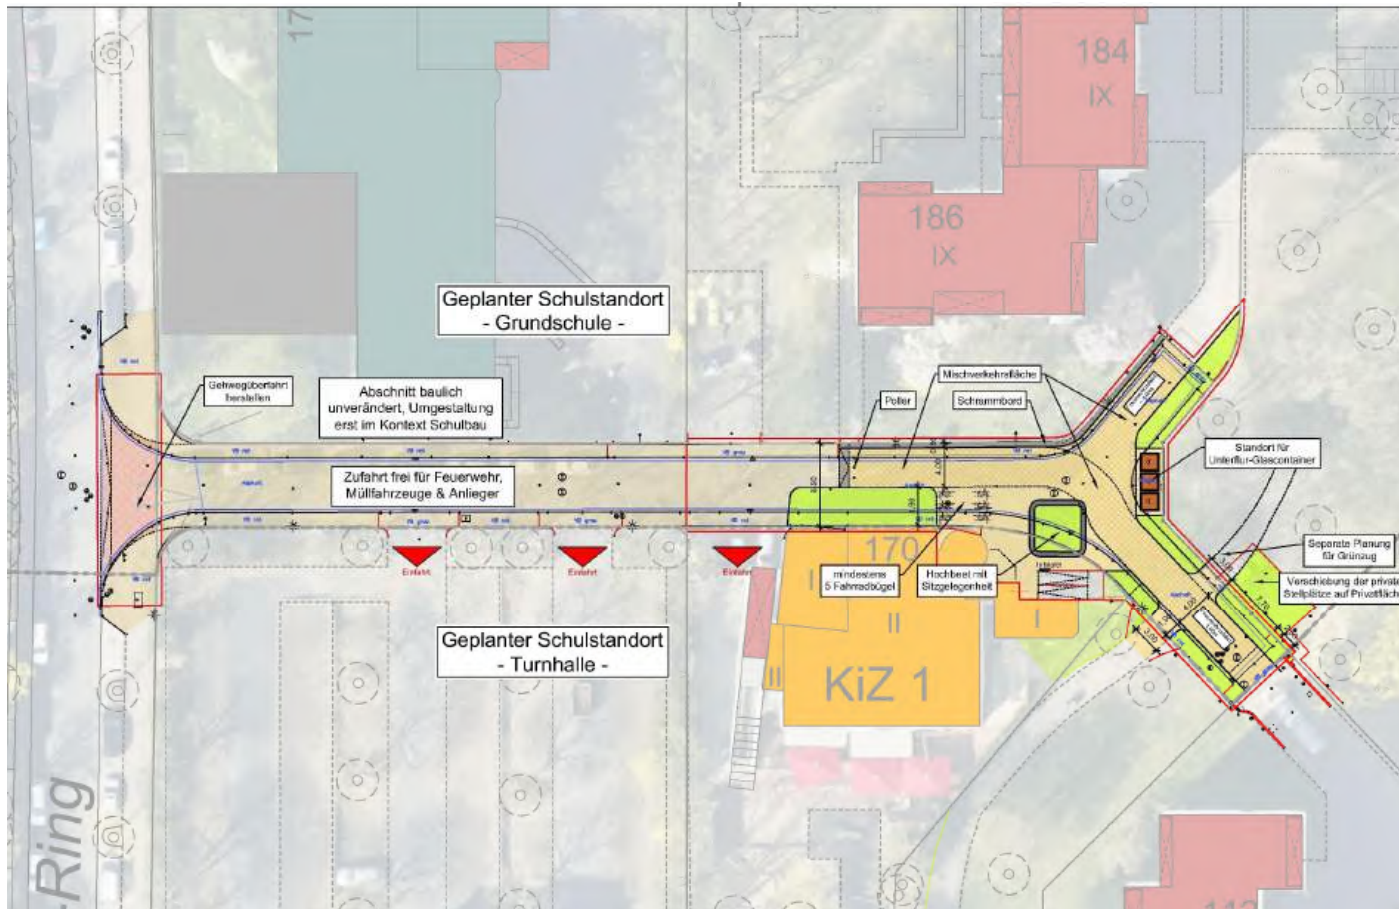 17
184
IX
186
IX
Geplanter Schulstandort
- Grundschule -
Gehwegüberfahrt
herstellen
Abschnitt baulich
unverändert, Umgestaltung
erst im Kontext Schulbau
Zufahrt frei für Feuerwehr,
Müllfahrzeuge & Anlieger
Poller
Mischverkehrsfläche
Schrammbord
Standort für
Unterflur-Glascontainer
Separate Planung
für Grünzug
Verschiebung der private
Stellplätze auf Privatfläch
Einfahrt
Einfahrt
Einfahrt
170
I
II
II
I
KiZ 1
mindestens
5 Fahrradbügel
Hochbeet mit
Sitzgelegenheit
Geplanter Schulstandort
- Turnhalle -
-Ring